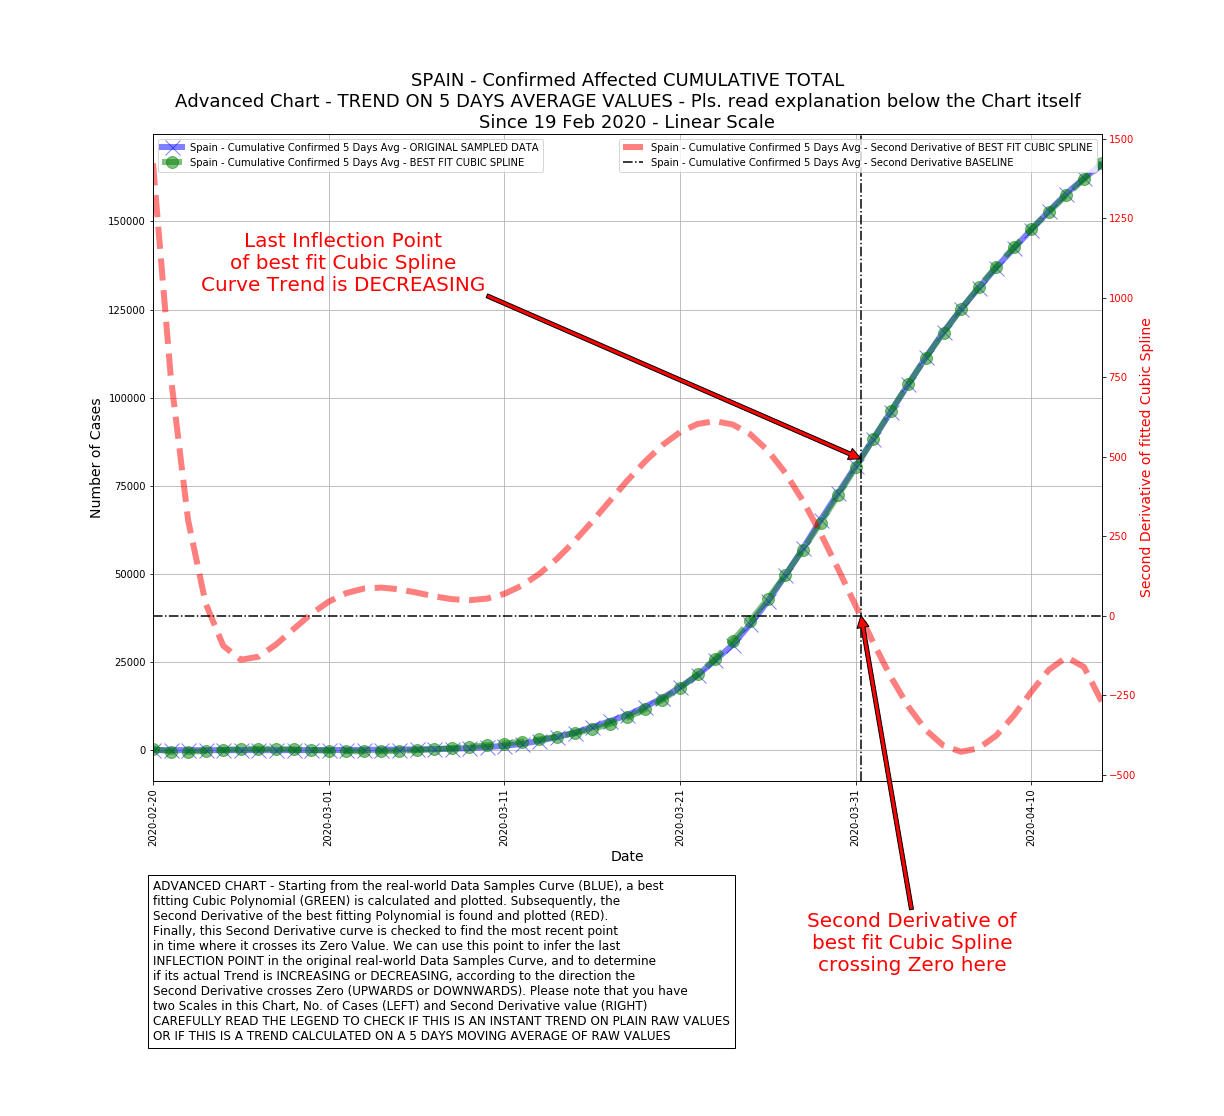 SPAIN - Confirmed Affected CUMULATIVE TOTAL
Advanced Chart - TREND ON 5 DAYS AVERAGE VALUES - Pls. read explanation below the Chart itself
Since 19 Feb 2020 - Linear Scale
Spain - Cumulative Confirmed 5 Days Avg - ORIGINAL SAMPLED DATA
Spain - Cumulative Confirmed 5 Days Avg - BEST FIT CUBIC SPLINE
Spain - Cumulative Confirmed 5 Days Avg - Second Derivative of BEST FIT CUBIC SPLINE
Spain - Cumulative Confirmed 5 Days Avg - Second Derivative BASELINE
Last Inflection Point
of best fit Cubic Spline
Curve Trend is DECREASING
Number of Cases
150000
125000
100000
75000
50000
25000
0
1500
1250
1000
750
500
250
0
−250
−500
Second Derivative of fitted Cubic Spline
2020-02-20
2020-03-01
2020-03-11
2020-03-21
2020-03-31
2020-04-10
Date
Second Derivative of
best fit Cubic Spline
crossing Zero here
ADVANCED CHART - Starting from the real-world Data Samples Curve (BLUE), a best
fitting Cubic Polynomial (GREEN) is calculated and plotted. Subsequently, the
Second Derivative of the best fitting Polynomial is found and plotted (RED).
Finally, this Second Derivative curve is checked to find the most recent point
in time where it crosses its Zero Value. We can use this point to infer the last
INFLECTION POINT in the original real-world Data Samples Curve, and to determine
if its actual Trend is INCREASING or DECREASING, according to the direction the
Second Derivative crosses Zero (UPWARDS or DOWNWARDS). Please note that you have
two Scales in this Chart, No. of Cases (LEFT) and Second Derivative value (RIGHT)
CAREFULLY READ THE LEGEND TO CHECK IF THIS IS AN INSTANT TREND ON PLAIN RAW VALUES
OR IF THIS IS A TREND CALCULATED ON A 5 DAYS MOVING AVERAGE OF RAW VALUES